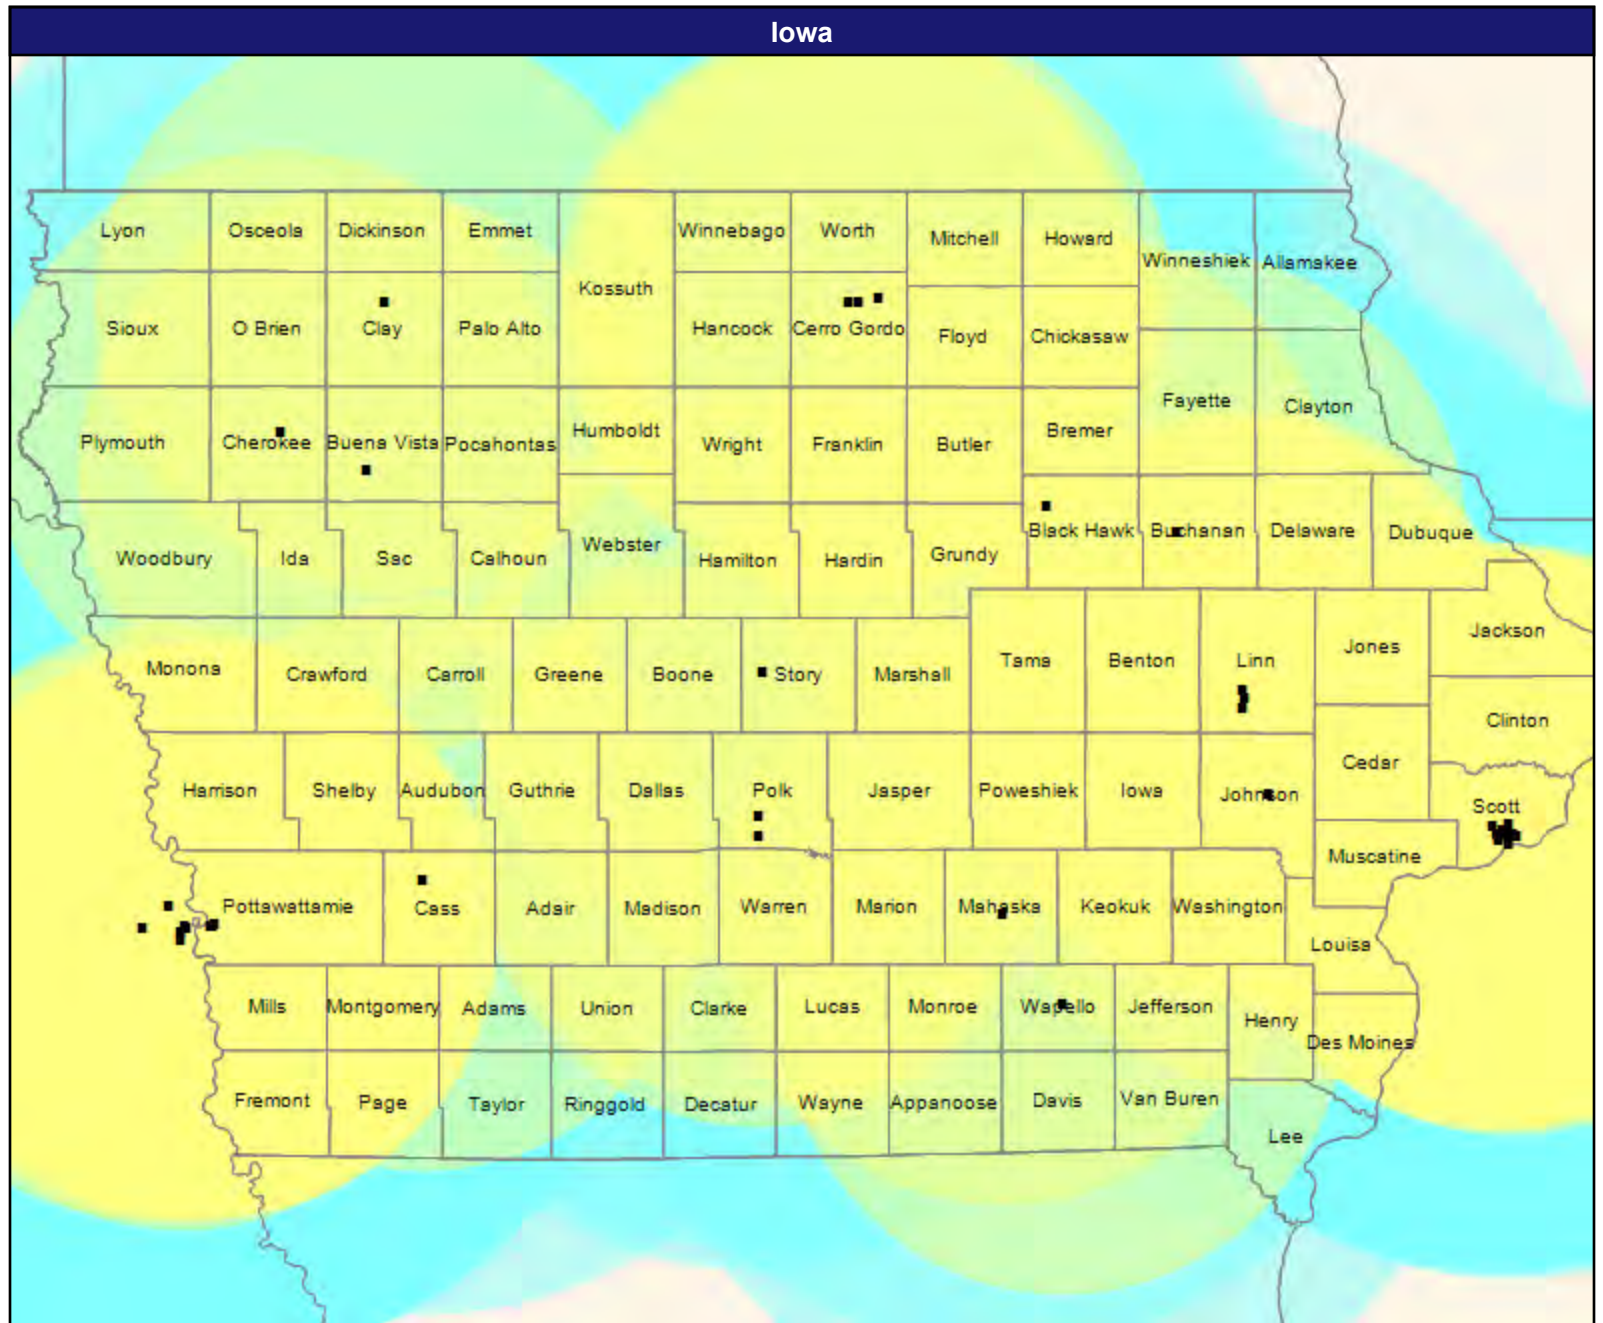 Iowa
Lyon
Osceola
Dickinson
Emmet
Winnebago
Worth
Mitchell
Howard
Winneshiek
Allamakee
Kossuth
Sioux
O Brien
Clay
Palo Alto
Hancock
Cerro Gordo
Floyd
Chickasaw
Fayette
Clayton
Plymouth
Cherokee
Buena Vista
Pocahontas
Humboldt
Wright
Franklin
Butler
Bremer
Woodbury
Ida
Sac
Calhoun
Webster
Hamilton
Hardin
Grundy
Black Hawk
Buchanan
Delaware
Dubuque
Monona
Crawford
Carroll
Greene
Boone
Story
Marshall
Tama
Benton
Linn
Jones
Jackson
Clinton
Harrison
Shelby
Audubon
Guthrie
Dallas
Polk
Jasper
Poweshiek
Iowa
Johnson
Cedar
Scott
Muscatine
Pottawattamie
Cass
Adair
Madison
Warren
Marion
Mahaska
Keokuk
Washington
Louisa
Mills
Montgomery
Adams
Union
Clarke
Lucas
Monroe
Wapello
Jefferson
Henry
Des Moines
Fremont
Page
Taylor
Ringgold
Decatur
Wayne
Appanoose
Davis
Van Buren
Lee